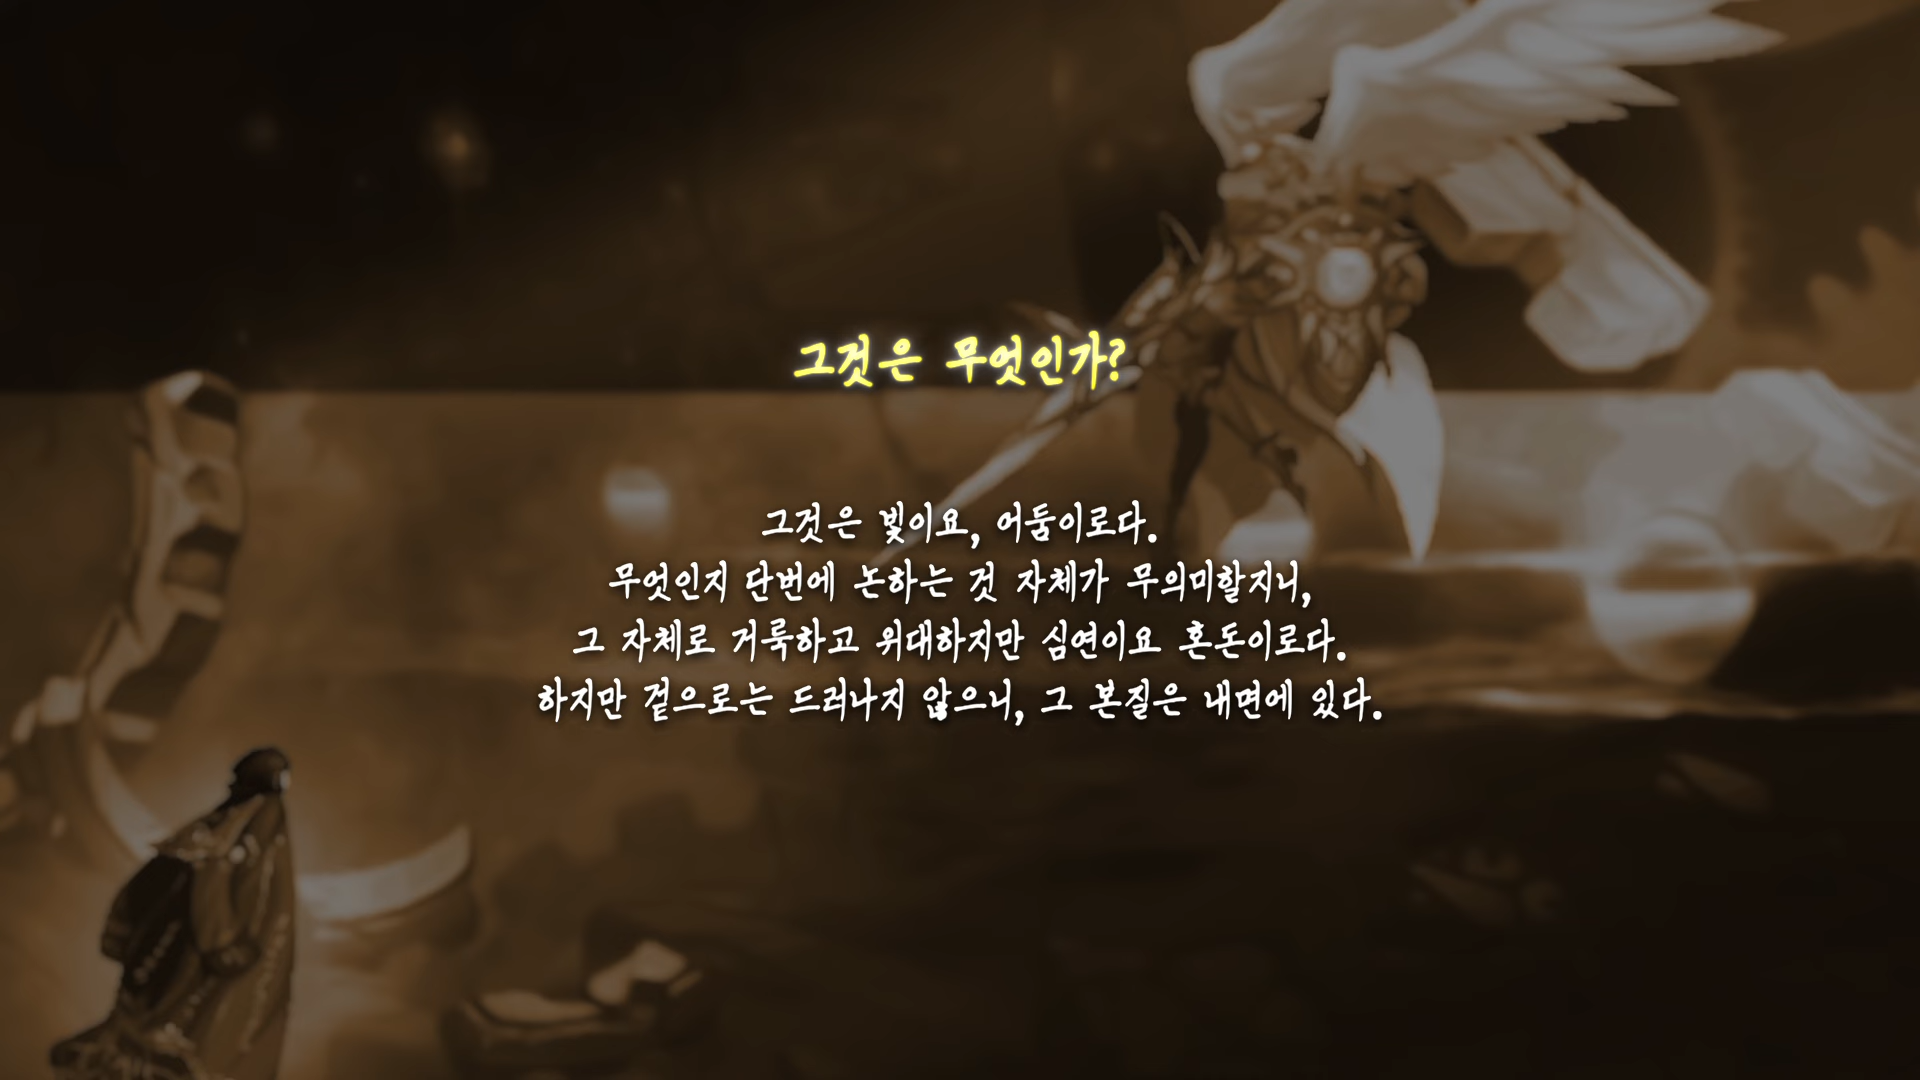 그것은 무엇인가?
그것은 빛이요, 어둠이로다.
무엇인지 단번에 논하는 것 자체가 무의미할지니,
그 자체로 거룩하고 위대하지만 심연이요 혼돈이로다.
하지만 겉으로는 드러나지 않으니, 그 본질은 내면에 있다.